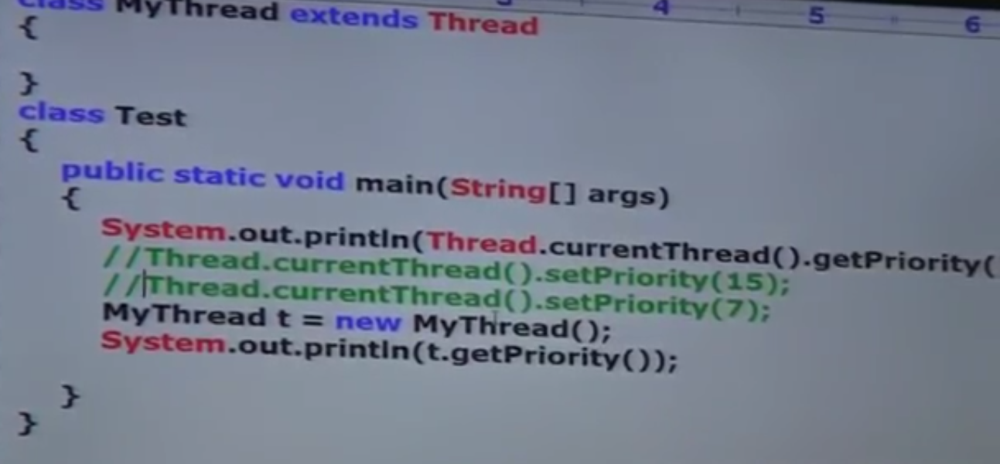 4 5 6
class MyThread extends Thread
{
}
class Test
{
public static void main(String[] args)
{
System.out.println(Thread.currentThread().getPriority(
//Thread.currentThread().setPriority(15);
//Thread.currentThread().setPriority(7);
MyThread t = new MyThread();
System.out.println(t.getPriority());
}
}